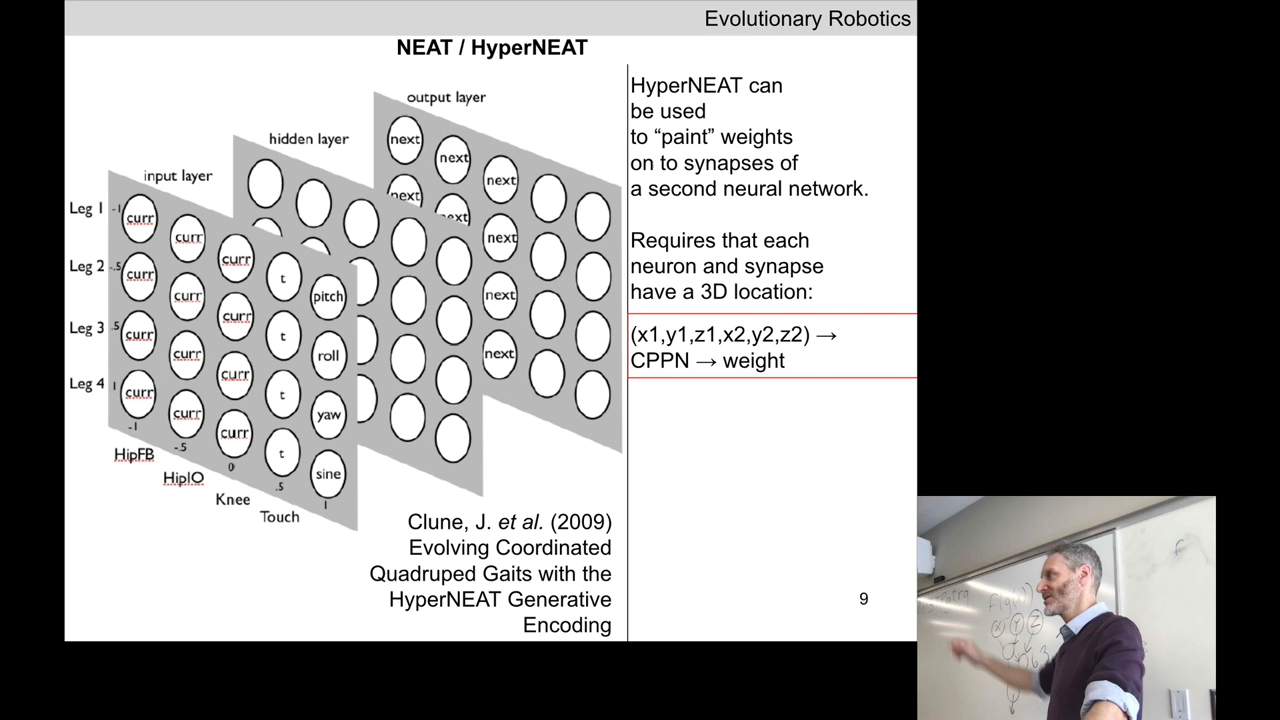 Evolutionary Robotics
NEAT / HyperNEAT
output layer
hidden layer
input layer
next
next
next
next
next
next
next
next
Leg 1
Leg 2
Leg 3
Leg 4
-1
-.5
.5
1
curr
curr
curr
t
pitch
curr
curr
curr
t
roll
curr
curr
curr
t
yaw
curr
curr
curr
t
sine
-1
-.5
0
.5
1
HipFB
HipIO
Knee
Touch
Clune, J. et al. (2009)
Evolving Coordinated
Quadruped Gaits with the
HyperNEAT Generative
Encoding
HyperNEAT can
be used
to “paint” weights
on to synapses of
a second neural network.
Requires that each
neuron and synapse
have a 3D location:
(x1,y1,z1,x2,y2,z2) →
CPPN → weight
9
X Y Z